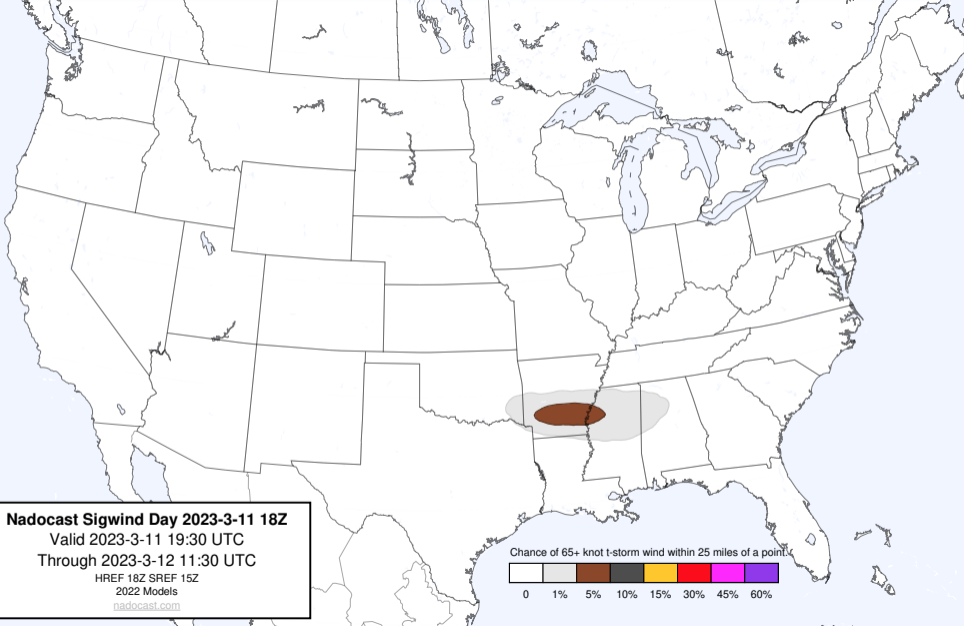 Nadocast Sigwind Day 2023-3-11 18Z
Valid 2023-3-11 19:30 UTC
Through 2023-3-12 11:30 UTC
HREF 18Z SREF 15Z
2022 Models
nadocast.com
Chance of 65+ knot t-storm wind within 25 miles of a point.
0 1% 5% 10% 15% 30% 45% 60%